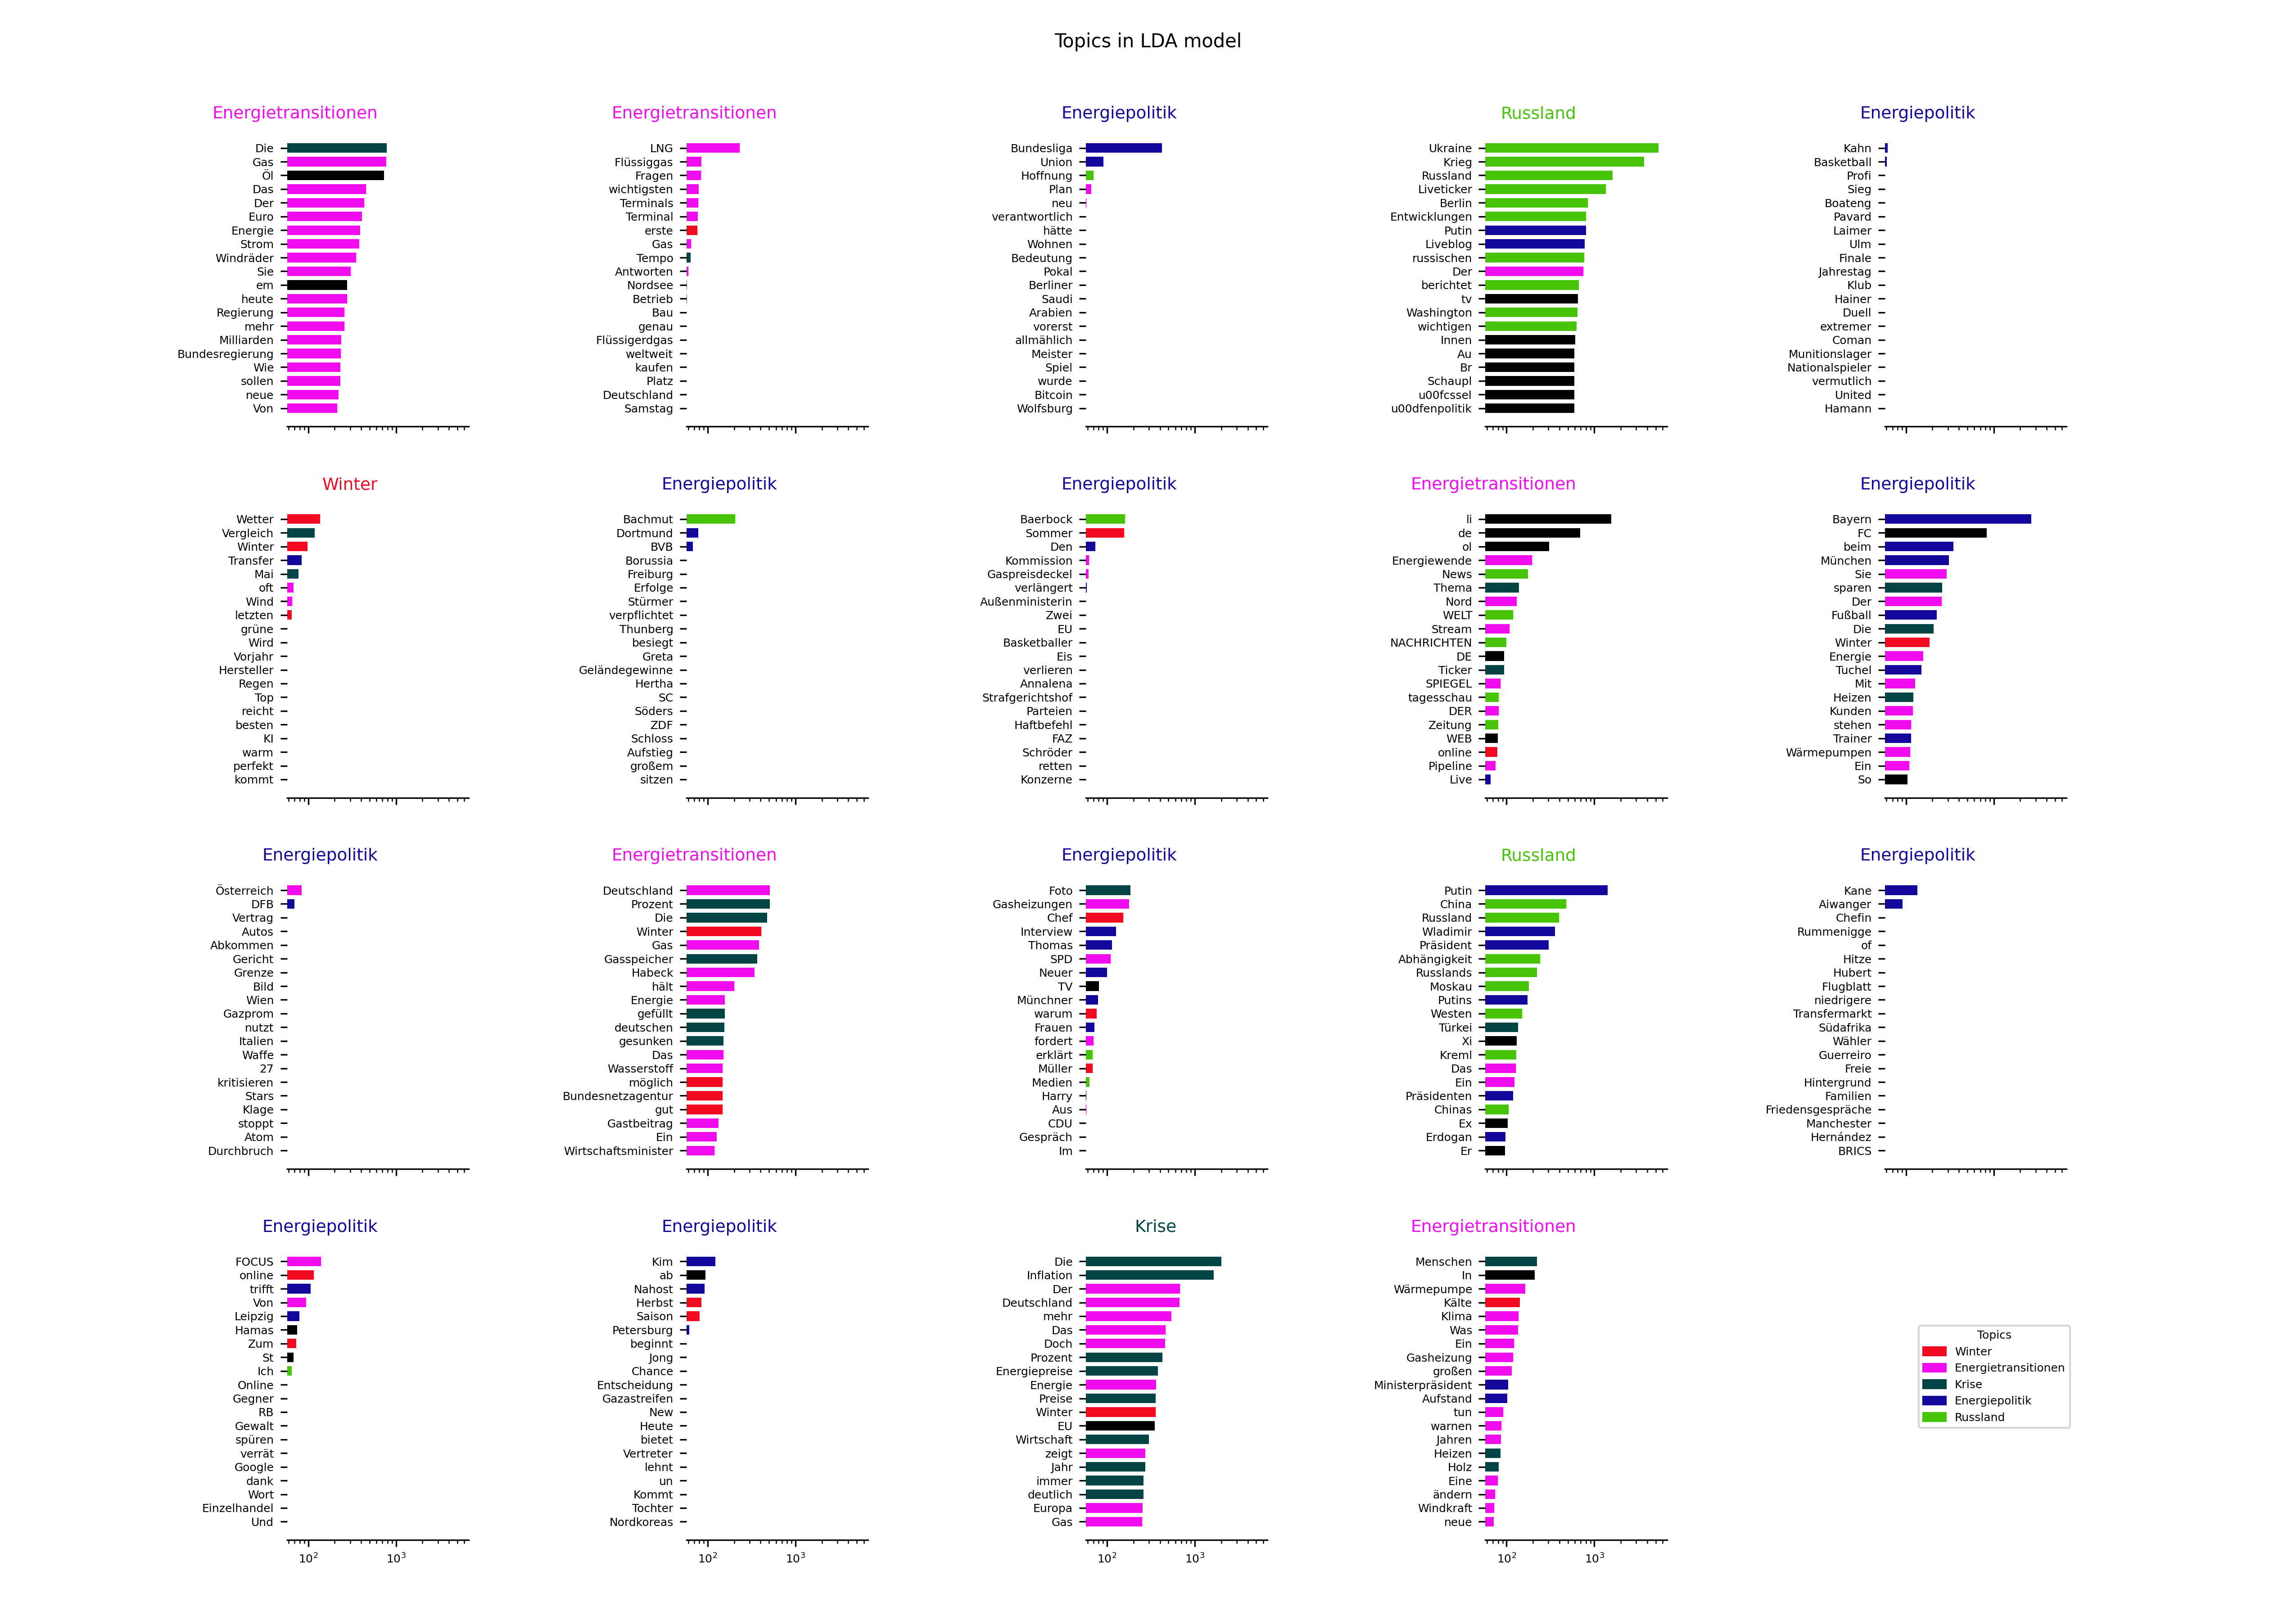 Topics in LDA model
Energietransitionen
Die
Gas
Öl
Das
Der
Euro
Energie
Strom
Windräder
Sie
em
heute
Regierung
mehr
Milliarden
Bundesregierung
Wie
sollen
neue
Von
Energietransitionen
LNG
Flüssiggas
Fragen
wichtigsten
Terminals
Terminal
erste
Gas
Tempo
Antworten
Nordsee
Betrieb
Bau
genau
Flüssigerdgas
weltweit
kaufen
Platz
Deutschland
Samstag
Energiepolitik
Bundesliga
Union
Hoffnung
Plan
neu
verantwortlich
hätte
Wohnen
Bedeutung
Pokal
Berliner
Saudi
Arabien
vorerst
allmählich
Meister
Spiel
wurde
Bitcoin
Wolfsburg
Russland
Ukraine
Krieg
Russland
Liveticker
Berlin
Entwicklungen
Putin
Liveblog
russischen
Der
berichtet
tv
Washington
wichtigen
Innen
Au
Br
Schaupl
u00fcssel
u00dfenpolitik
Energiepolitik
Kahn
Basketball
Profi
Sieg
Boateng
Pavard
Laimer
Ulm
Finale
Jahrestag
Klub
Hainer
Duell
extremer
Coman
Munitionslager
Nationalspieler
vermutlich
United
Hamann
Winter
Wetter
Vergleich
Winter
Transfer
Mai
oft
Wind
letzten
grüne
Wird
Vorjahr
Hersteller
Regen
Top
reicht
besten
KI
warm
perfekt
kommt
Energiepolitik
Bachmut
Dortmund
BVB
Borussia
Freiburg
Erfolge
Stürmer
verpflichtet
Thunberg
besiegt
Greta
Geländegewinne
Hertha
SC
Söders
ZDF
Schloss
Aufstieg
großem
sitzen
Energiepolitik
Baerbock
Sommer
Den
Kommission
Gaspreisdeckel
verlängert
Außenministerin
Zwei
EU
Basketballer
Eis
verlieren
Annalena
Strafgerichtshof
Parteien
Haftbefehl
FAZ
Schröder
retten
Konzerne
Energietransitionen
li
de
ol
Energiewende
News
Thema
Nord
WELT
Stream
NACHRICHTEN
DE
Ticker
SPIEGEL
tagesschau
DER
Zeitung
WEB
online
Pipeline
Live
Energiepolitik
Bayern
FC
beim
München
Sie
sparen
Der
Fußball
Die
Winter
Energie
Tuchel
Mit
Heizen
Kunden
stehen
Trainer
Wärmepumpen
Ein
So
Energiepolitik
Österreich
DFB
Vertrag
Autos
Abkommen
Gericht
Grenze
Bild
Wien
Gazprom
nutzt
Italien
Waffe
27
kritisieren
Stars
Klage
stoppt
Atom
Durchbruch
Energietransitionen
Deutschland
Prozent
Die
Winter
Gas
Gasspeicher
Habeck
hält
Energie
gefüllt
deutschen
gesunken
Das
Wasserstoff
möglich
Bundesnetzagentur
gut
Gastbeitrag
Ein
Wirtschaftsminister
Energiepolitik
Foto
Gasheizungen
Chef
Interview
Thomas
SPD
Neuer
TV
Münchner
warum
Frauen
fordert
erklärt
Müller
Medien
Harry
Aus
CDU
Gespräch
Im
Russland
Putin
China
Russland
Wladimir
Präsident
Abhängigkeit
Russlands
Moskau
Putins
Westen
Türkei
Xi
Kreml
Das
Ein
Präsidenten
Chinas
Ex
Erdogan
Er
Energiepolitik
Kane
Aiwanger
Chefin
Rummenigge
of
Hitze
Hubert
Flugblatt
niedrigere
Transfermarkt
Südafrika
Wähler
Guerreiro
Freie
Hintergrund
Familien
Friedensgespräche
Manchester
Hernández
BRICS
Energiepolitik
FOCUS
online
trifft
Von
Leipzig
Hamas
Zum
St
Ich
Online
Gegner
RB
Gewalt
spüren
verrät
Google
dank
Wort
Einzelhandel
Und
10²
10³
Energiepolitik
Kim
ab
Nahost
Herbst
Saison
Petersburg
beginnt
Jong
Chance
Entscheidung
Gazastreifen
New
Heute
bietet
Vertreter
lehnt
un
Kommt
Tochter
Nordkoreas
10²
10³
Krise
Die
Inflation
Der
Deutschland
mehr
Das
Doch
Prozent
Energiepreise
Energie
Preise
Winter
EU
Wirtschaft
zeigt
Jahr
immer
deutlich
Europa
Gas
10²
10³
Energietransitionen
Menschen
In
Wärmepumpe
Kälte
Klima
Was
Ein
Gasheizung
großen
Ministerpräsident
Aufstand
tun
warnen
Jahren
Heizen
Holz
Eine
ändern
Windkraft
neue
10²
10³
Topics
Winter
Energietransitionen
Krise
Energiepolitik
Russland